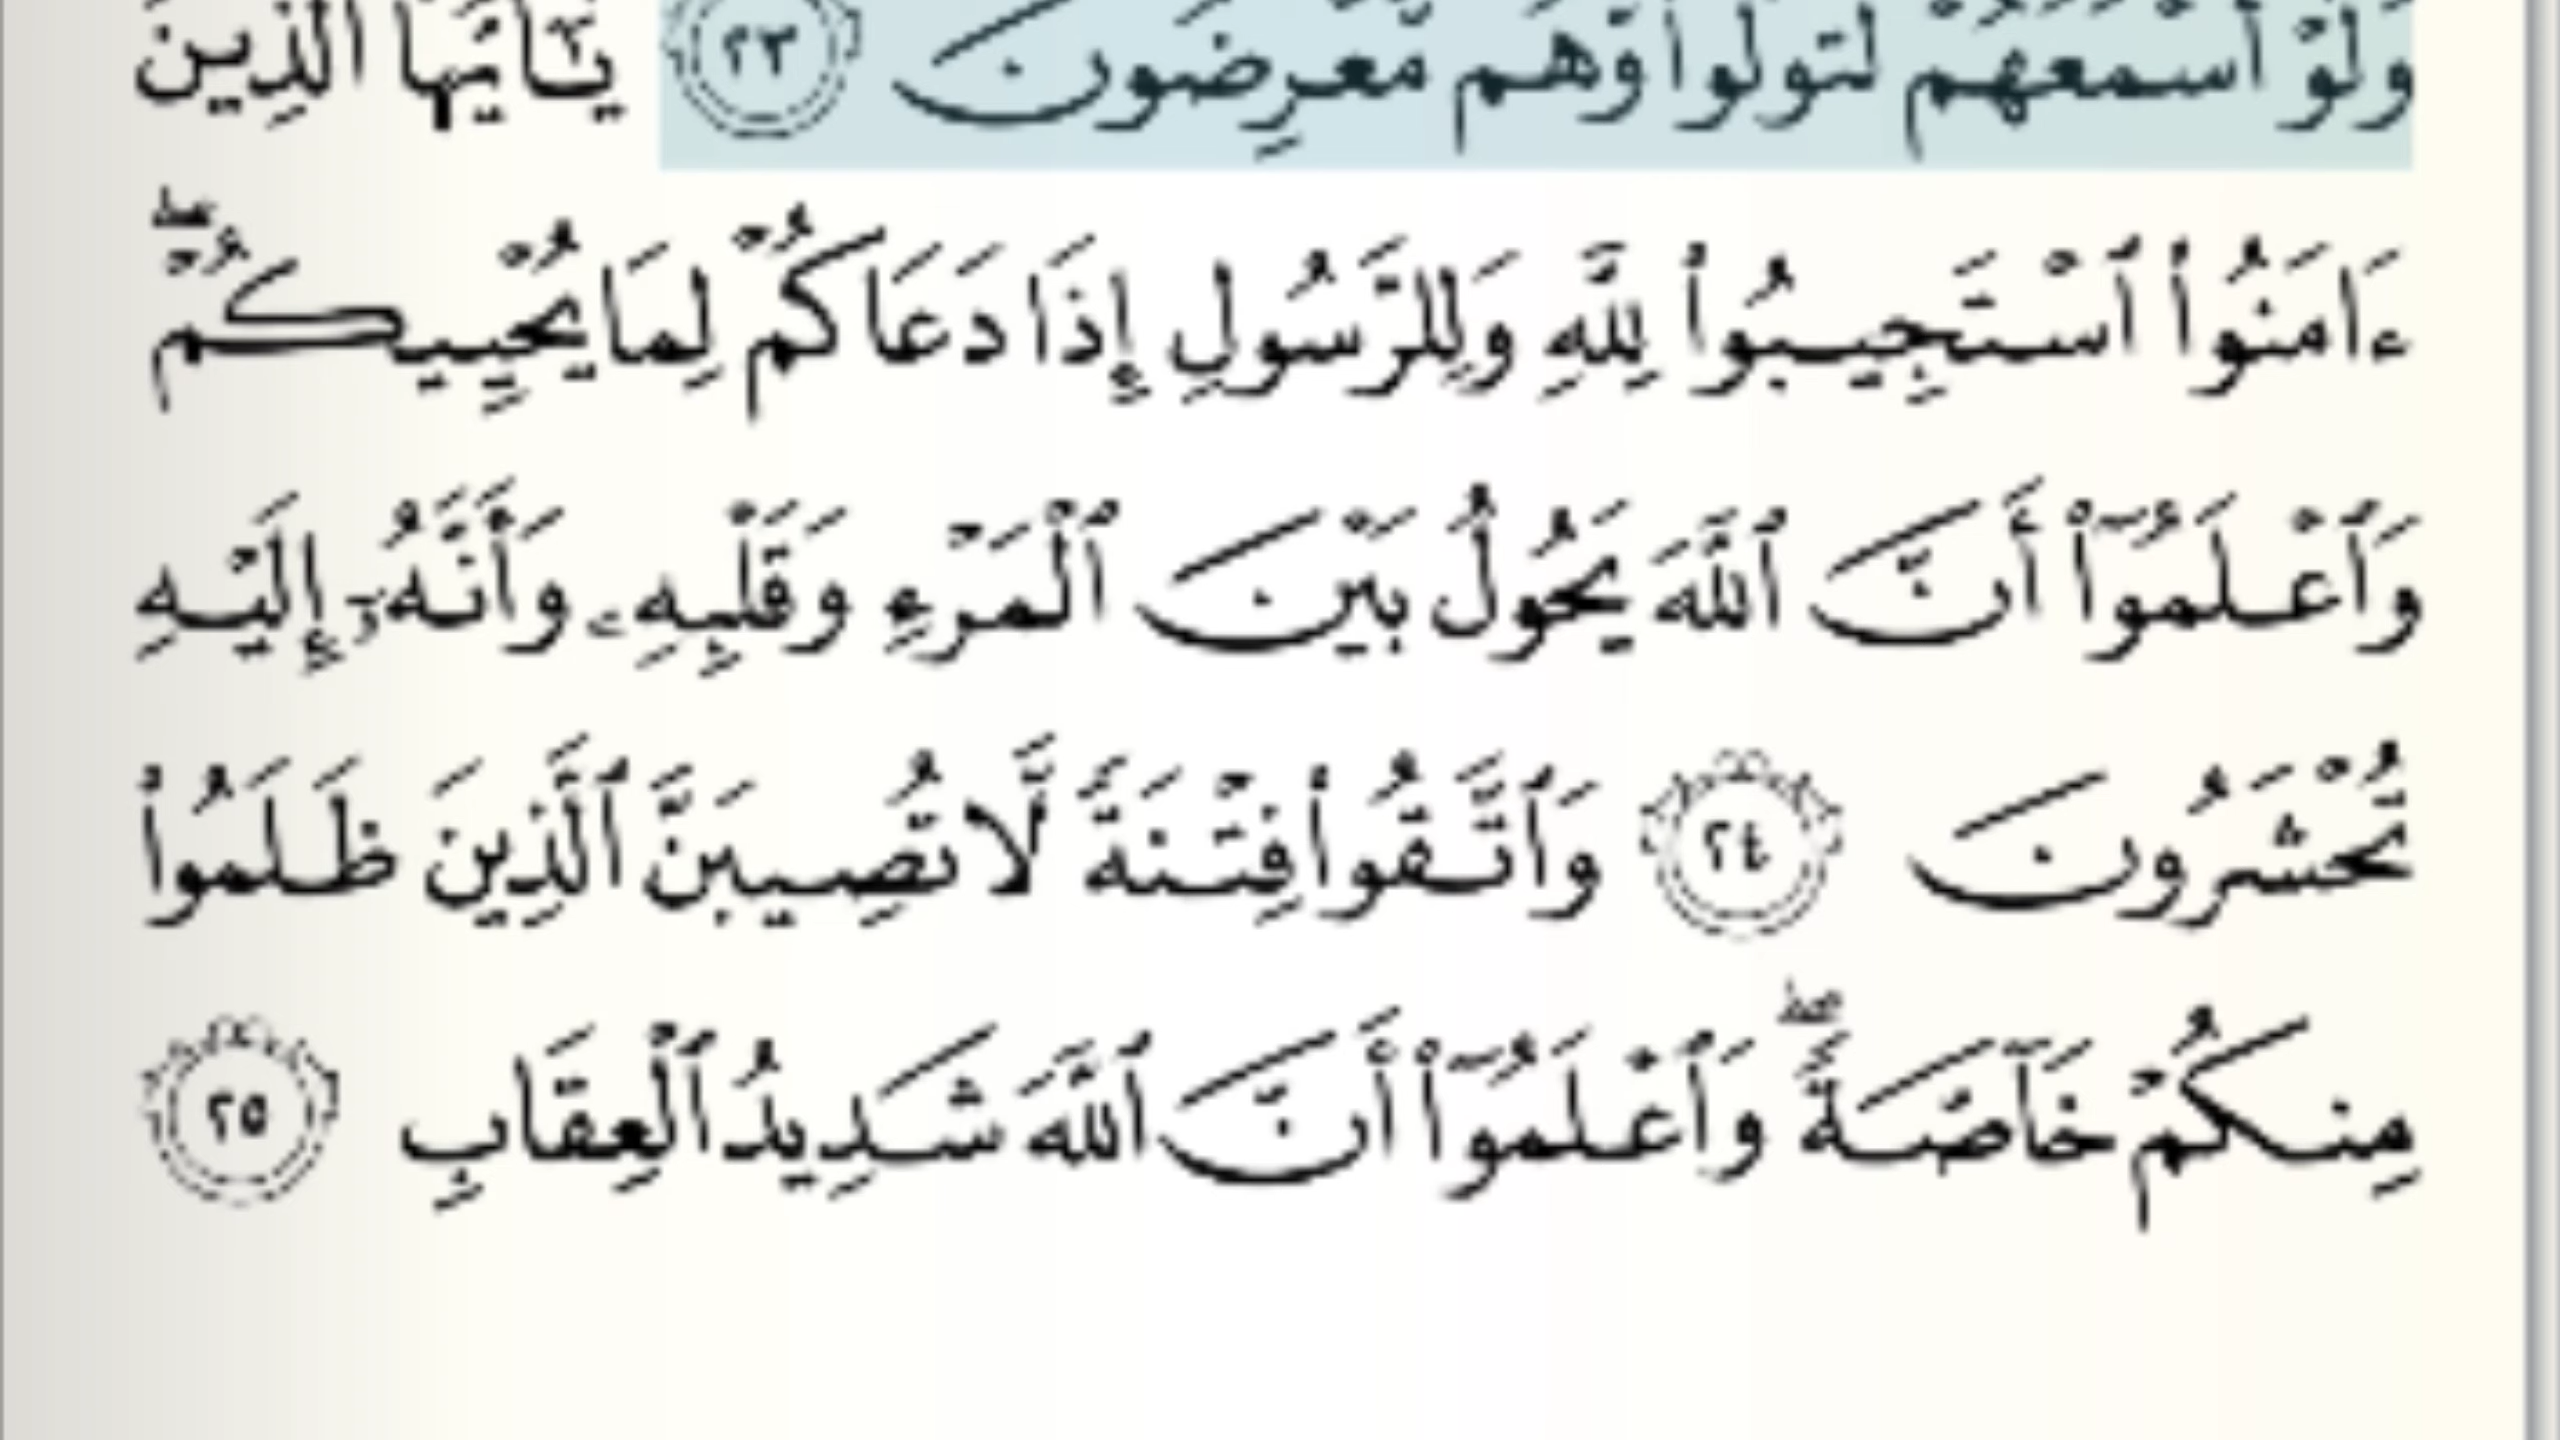 وَلَوْ أَسْمَعَهُمْ لَتَوَلَّوا۟ وَّهُم مُّعْرِضُونَ ٢٣ يَٰٓأَيُّهَا ٱلَّذِينَ
ءَامَنُوا۟ ٱسْتَجِيبُوا۟ لِلَّهِ وَلِلرَّسُولِ إِذَا دَعَاكُمْ لِمَا يُحْيِيكُمْ ۖ
وَٱعْلَمُوٓا۟ أَنَّ ٱللَّهَ يَحُولُ بَيْنَ ٱلْمَرْءِ وَقَلْبِهِۦ وَأَنَّهُۥٓ إِلَيْهِ
تُحْشَرُونَ ٢٤ وَٱتَّقُوا۟ فِتْنَةً لَّا تُصِيبَنَّ ٱلَّذِينَ ظَلَمُوا۟
مِنكُمْ خَآصَّةً ۖ وَٱعْلَمُوٓا۟ أَنَّ ٱللَّهَ شَدِيدُ ٱلْعِقَابِ ٢٥